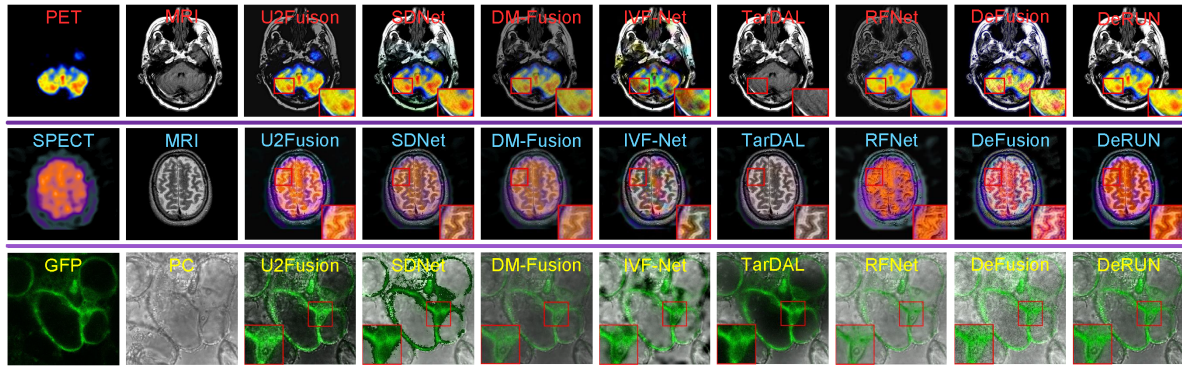 PET MRI U2Fuison SDNet DM-Fusion IVF-Net TarDAL RFNet DeFusion DeRUN
SPECT MRI U2Fusion SDNet DM-Fusion IVF-Net TarDAL RFNet DeFusion DeRUN
GFP PC U2Fusion SDNet DM-Fusion IVF-Net TarDAL RFNet DeFusion DeRUN